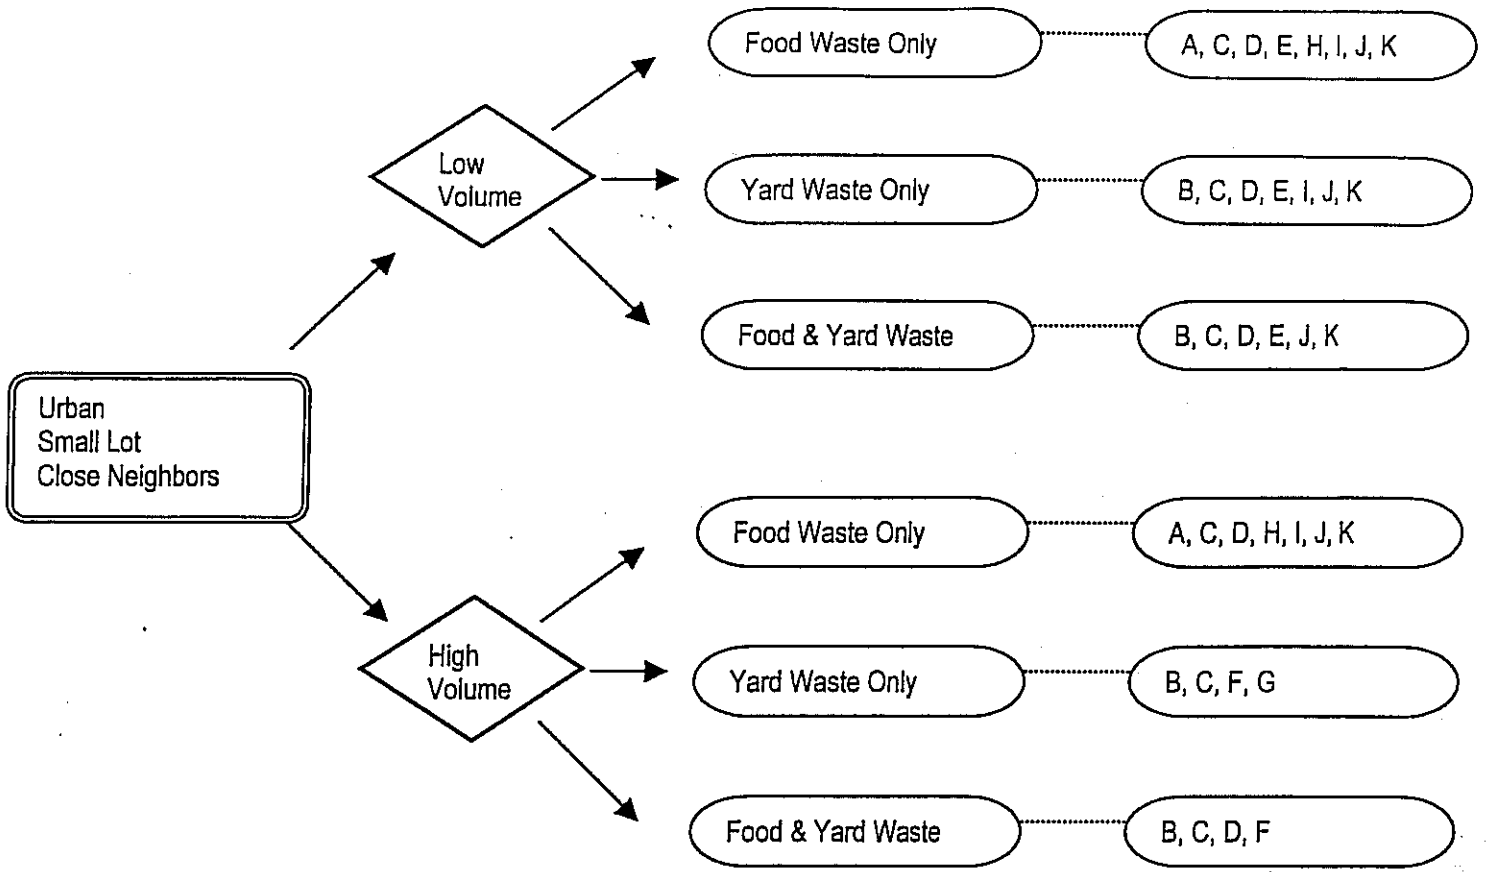 Food Waste Only
A, C, D, E, H, I, J, K
Low
Volume
Yard Waste Only
B, C, D, E, I, J, K
Food & Yard Waste
B, C, D, E, J, K
Urban
Small Lot
Close Neighbors
Food Waste Only
A, C, D, H, I, J, K
High
Volume
Yard Waste Only
B, C, F, G
Food & Yard Waste
B, C, D, F